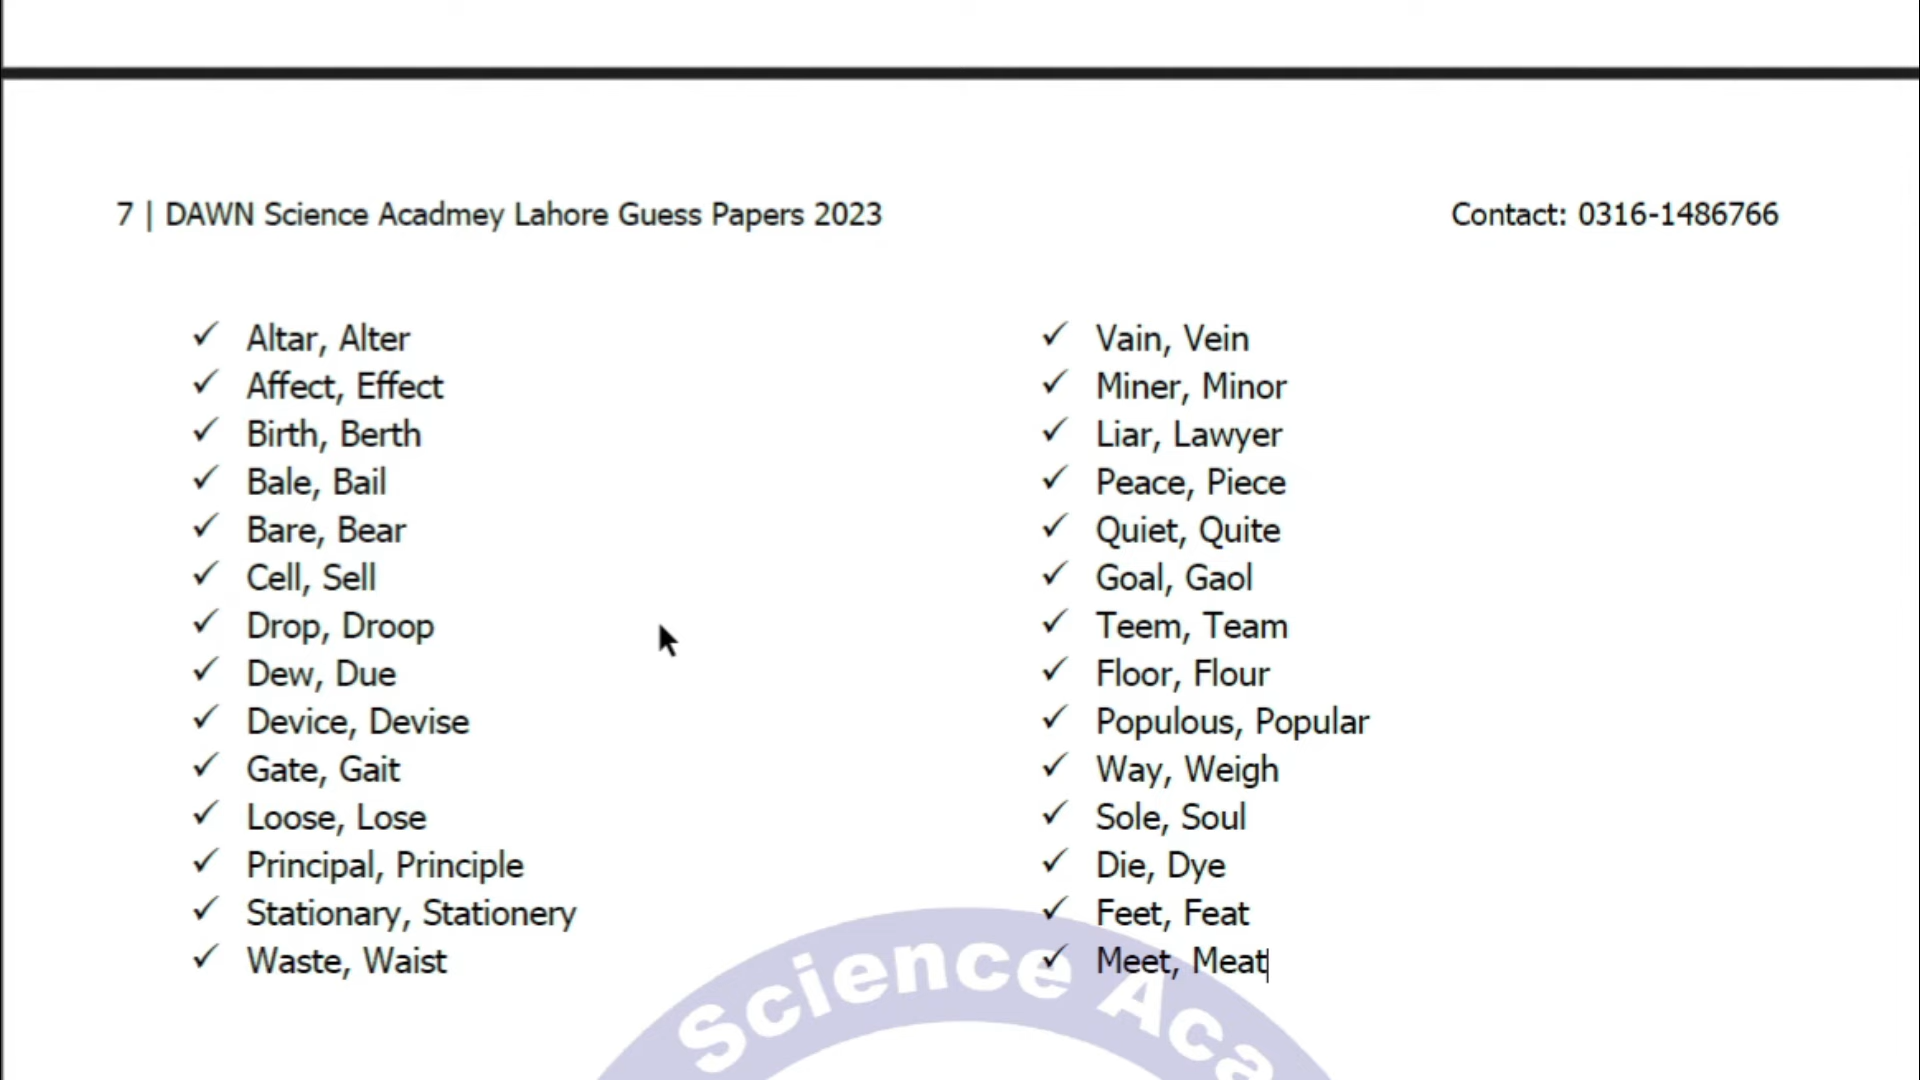 7 | DAWN Science Acadmey Lahore Guess Papers 2023
Contact: 0316-1486766
✓ Altar, Alter
✓ Affect, Effect
✓ Birth, Berth
✓ Bale, Bail
✓ Bare, Bear
✓ Cell, Sell
✓ Drop, Droop
✓ Dew, Due
✓ Device, Devise
✓ Gate, Gait
✓ Loose, Lose
✓ Principal, Principle
✓ Stationary, Stationery
✓ Waste, Waist
✓ Vain, Vein
✓ Miner, Minor
✓ Liar, Lawyer
✓ Peace, Piece
✓ Quiet, Quite
✓ Goal, Gaol
✓ Teem, Team
✓ Floor, Flour
✓ Populous, Popular
✓ Way, Weigh
✓ Sole, Soul
✓ Die, Dye
✓ Feet, Feat
✓ Meet, Meat
Science Aca